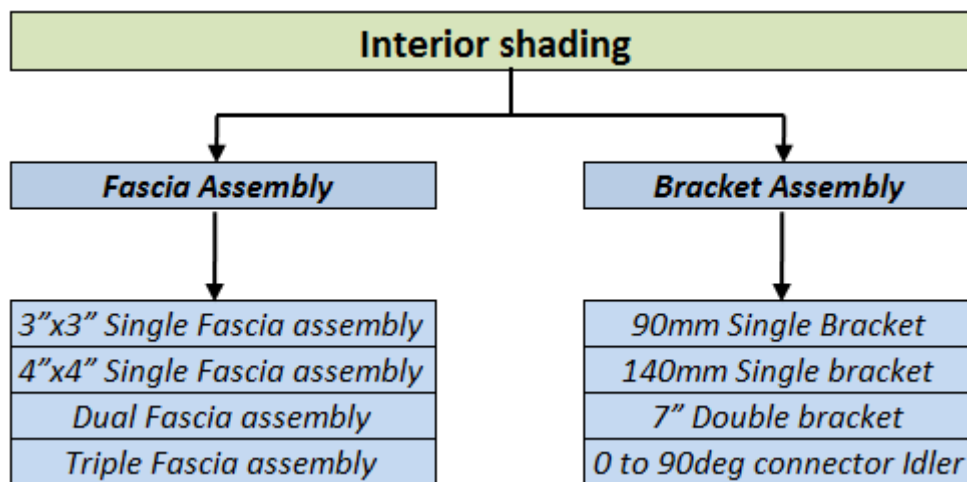 Interior shading
Fascia Assembly
Bracket Assembly
3”x3” Single Fascia assembly
4”x4” Single Fascia assembly
Dual Fascia assembly
Triple Fascia assembly
90mm Single Bracket
140mm Single bracket
7” Double bracket
0 to 90deg connector Idler